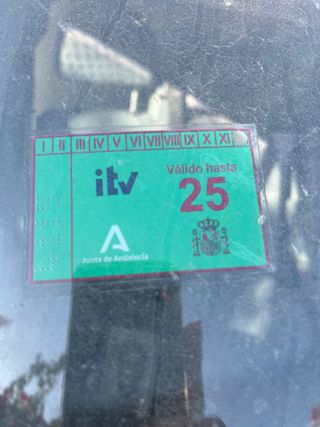 I II III IV V VI VII VIII IX X XI
itv
Válido hasta
25
Junta de Andalucía